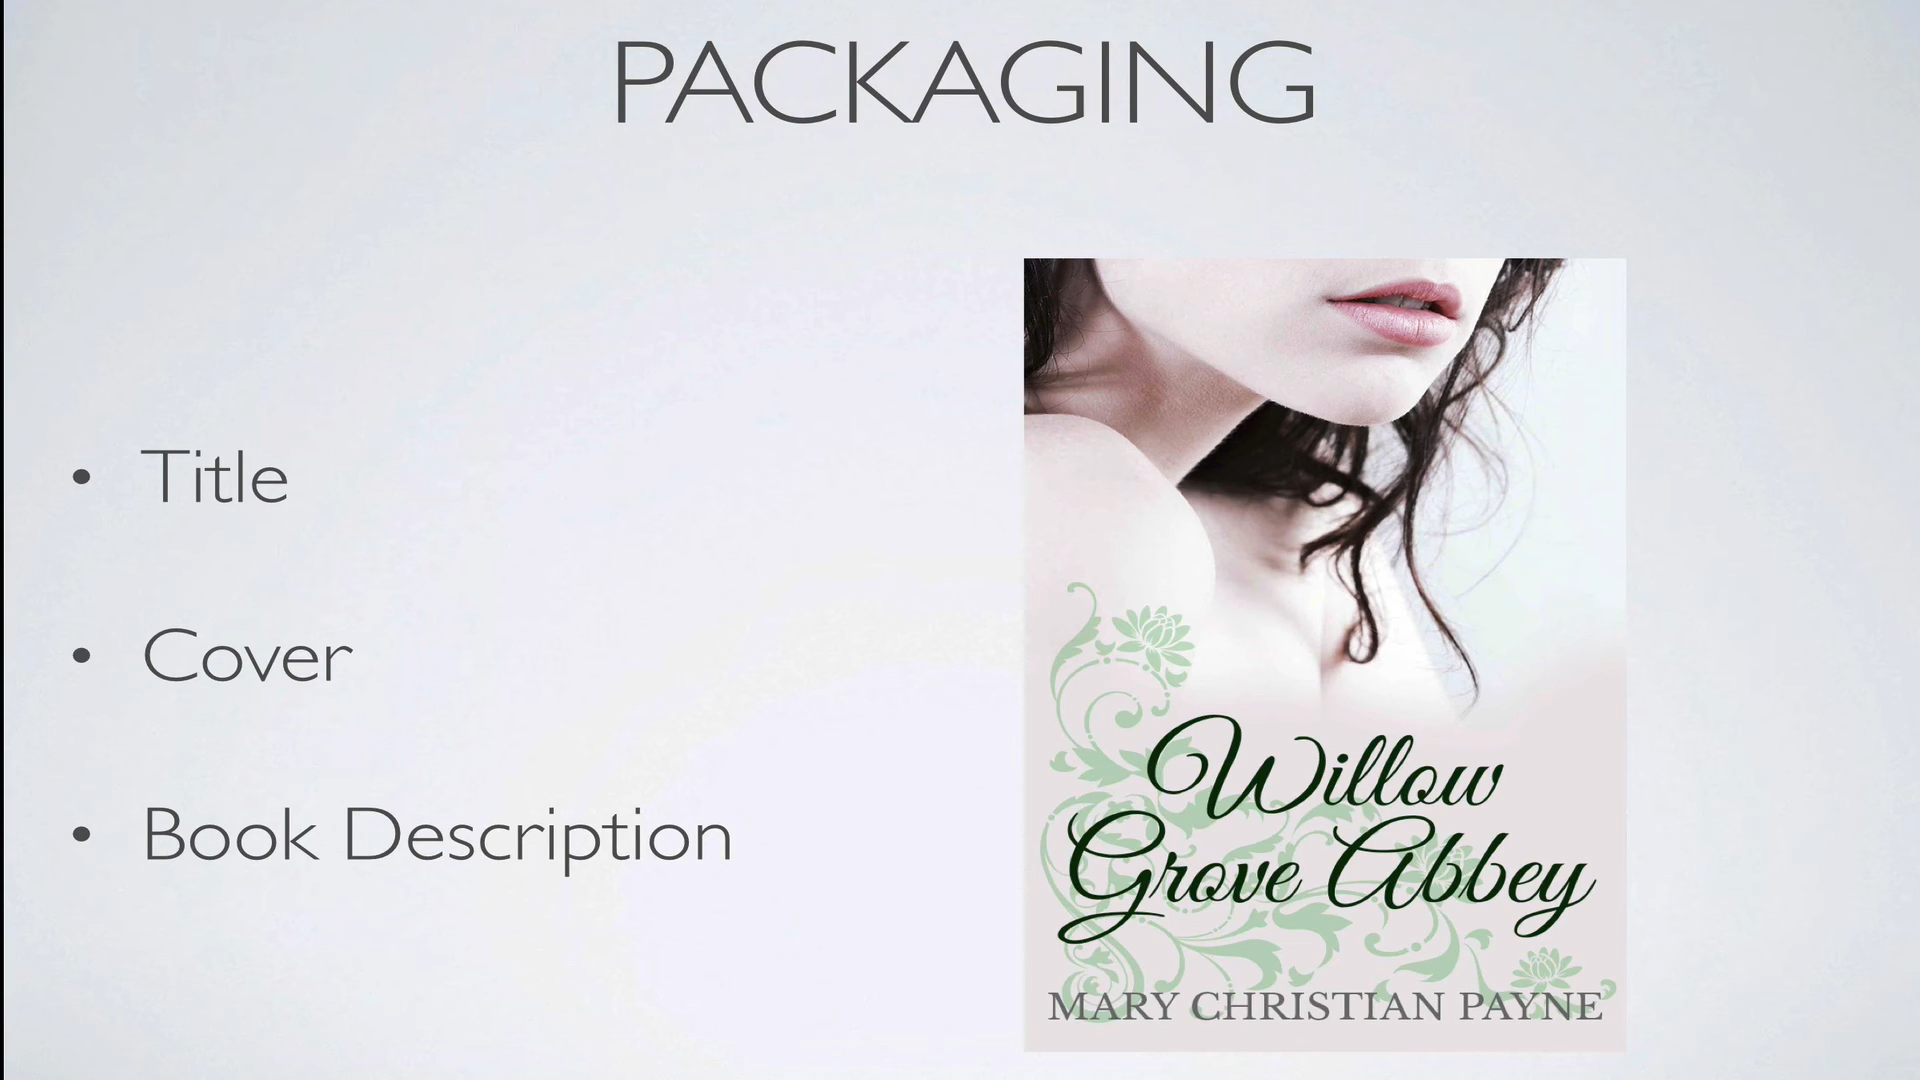 PACKAGING
• Title
• Cover
• Book Description
Willow
Grove Abbey
MARY CHRISTIAN PAYNE